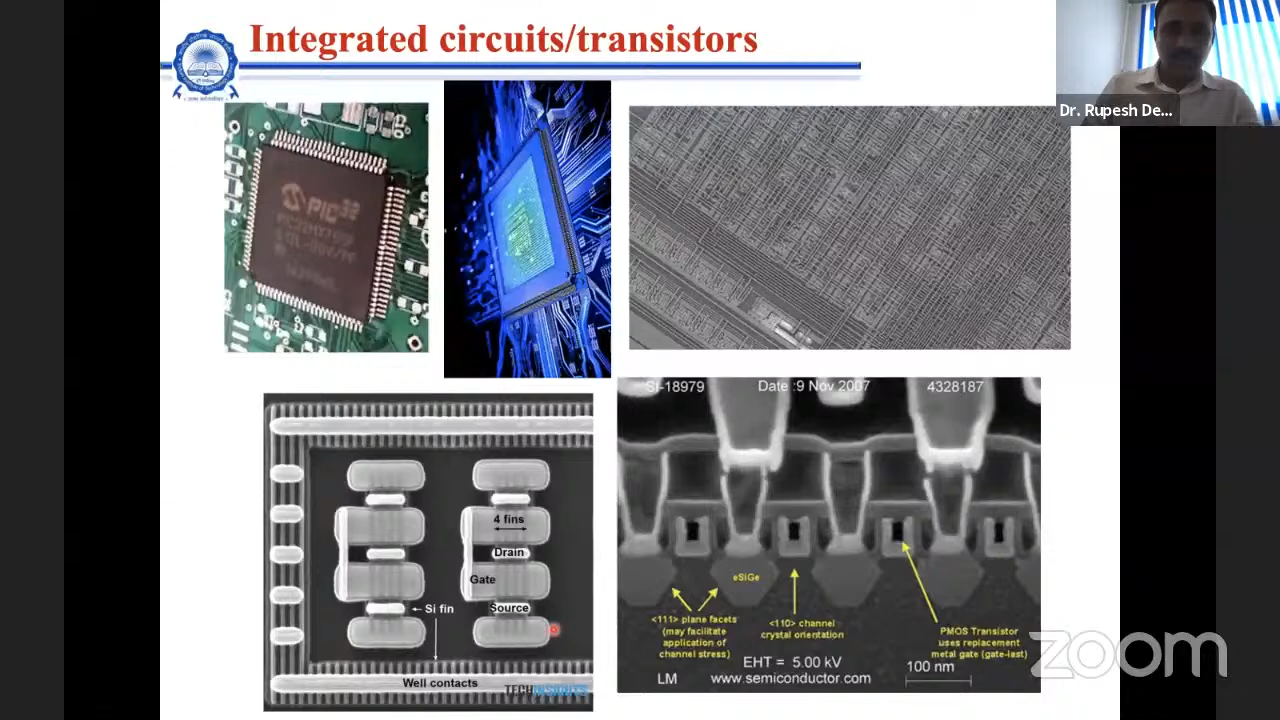 Integrated circuits/transistors
Dr. Rupesh De...
PIC32
SI-18979 Date :9 Nov 2007 4328187
4 fins
Drain
Gate
Source
← Si fin
Well contacts
TECHINSIGHTS
eSiGe
<111> plane facets
(may facilitate
application of
channel stress)
<110> channel
crystal orientation
PMOS Transistor
uses replacement
metal gate (gate-last)
EHT = 5.00 kV
100 nm
LM www.semiconductor.com
zoom